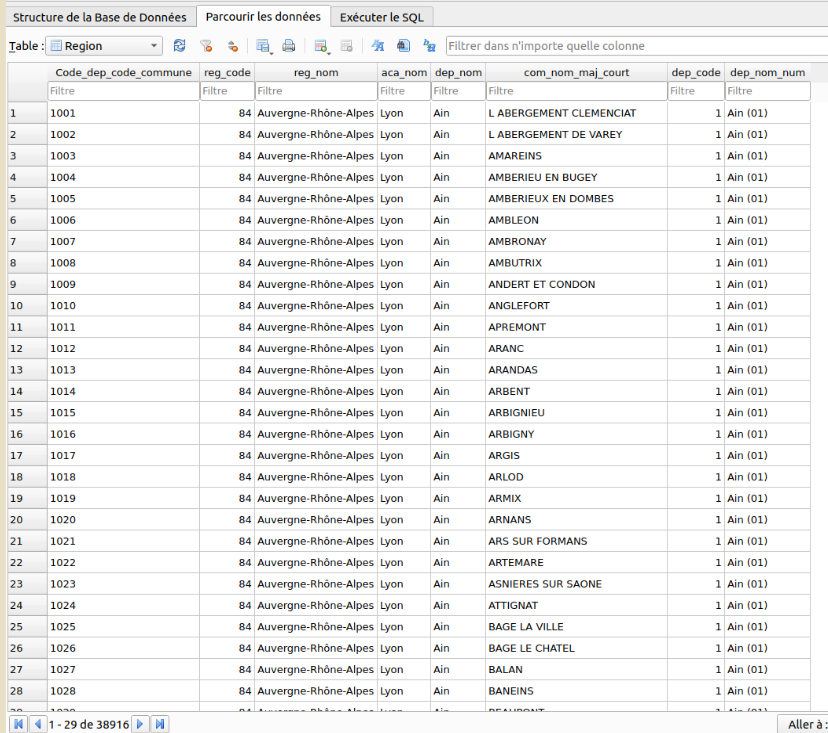 Structure de la Base de Données Parcourir les données Exécuter le SQL
Table : Region Filtrer dans n'importe quelle colonne
Code_dep_code_commune reg_code reg_nom aca_nom dep_nom com_nom_maj_court dep_code dep_nom_num
Filtre Filtre Filtre Filtre Filtre Filtre Filtre Filtre
1 1001 84 Auvergne-Rhône-Alpes Lyon Ain L ABERGEMENT CLEMENCIAT 1 Ain (01)
2 1002 84 Auvergne-Rhône-Alpes Lyon Ain L ABERGEMENT DE VAREY 1 Ain (01)
3 1003 84 Auvergne-Rhône-Alpes Lyon Ain AMAREINS 1 Ain (01)
4 1004 84 Auvergne-Rhône-Alpes Lyon Ain AMBERIEU EN BUGEY 1 Ain (01)
5 1005 84 Auvergne-Rhône-Alpes Lyon Ain AMBERIEUX EN DOMBES 1 Ain (01)
6 1006 84 Auvergne-Rhône-Alpes Lyon Ain AMBLEON 1 Ain (01)
7 1007 84 Auvergne-Rhône-Alpes Lyon Ain AMBRONAY 1 Ain (01)
8 1008 84 Auvergne-Rhône-Alpes Lyon Ain AMBUTRIX 1 Ain (01)
9 1009 84 Auvergne-Rhône-Alpes Lyon Ain ANDERT ET CONDON 1 Ain (01)
10 1010 84 Auvergne-Rhône-Alpes Lyon Ain ANGLEFORT 1 Ain (01)
11 1011 84 Auvergne-Rhône-Alpes Lyon Ain APREMONT 1 Ain (01)
12 1012 84 Auvergne-Rhône-Alpes Lyon Ain ARANC 1 Ain (01)
13 1013 84 Auvergne-Rhône-Alpes Lyon Ain ARANDAS 1 Ain (01)
14 1014 84 Auvergne-Rhône-Alpes Lyon Ain ARBENT 1 Ain (01)
15 1015 84 Auvergne-Rhône-Alpes Lyon Ain ARBIGNIEU 1 Ain (01)
16 1016 84 Auvergne-Rhône-Alpes Lyon Ain ARBIGNY 1 Ain (01)
17 1017 84 Auvergne-Rhône-Alpes Lyon Ain ARGIS 1 Ain (01)
18 1018 84 Auvergne-Rhône-Alpes Lyon Ain ARLOD 1 Ain (01)
19 1019 84 Auvergne-Rhône-Alpes Lyon Ain ARMIX 1 Ain (01)
20 1020 84 Auvergne-Rhône-Alpes Lyon Ain ARNANS 1 Ain (01)
21 1021 84 Auvergne-Rhône-Alpes Lyon Ain ARS SUR FORMANS 1 Ain (01)
22 1022 84 Auvergne-Rhône-Alpes Lyon Ain ARTEMARE 1 Ain (01)
23 1023 84 Auvergne-Rhône-Alpes Lyon Ain ASNIERES SUR SAONE 1 Ain (01)
24 1024 84 Auvergne-Rhône-Alpes Lyon Ain ATTIGNAT 1 Ain (01)
25 1025 84 Auvergne-Rhône-Alpes Lyon Ain BAGE LA VILLE 1 Ain (01)
26 1026 84 Auvergne-Rhône-Alpes Lyon Ain BAGE LE CHATEL 1 Ain (01)
27 1027 84 Auvergne-Rhône-Alpes Lyon Ain BALAN 1 Ain (01)
28 1028 84 Auvergne-Rhône-Alpes Lyon Ain BANEINS 1 Ain (01)
1 - 29 de 38916 Aller à :